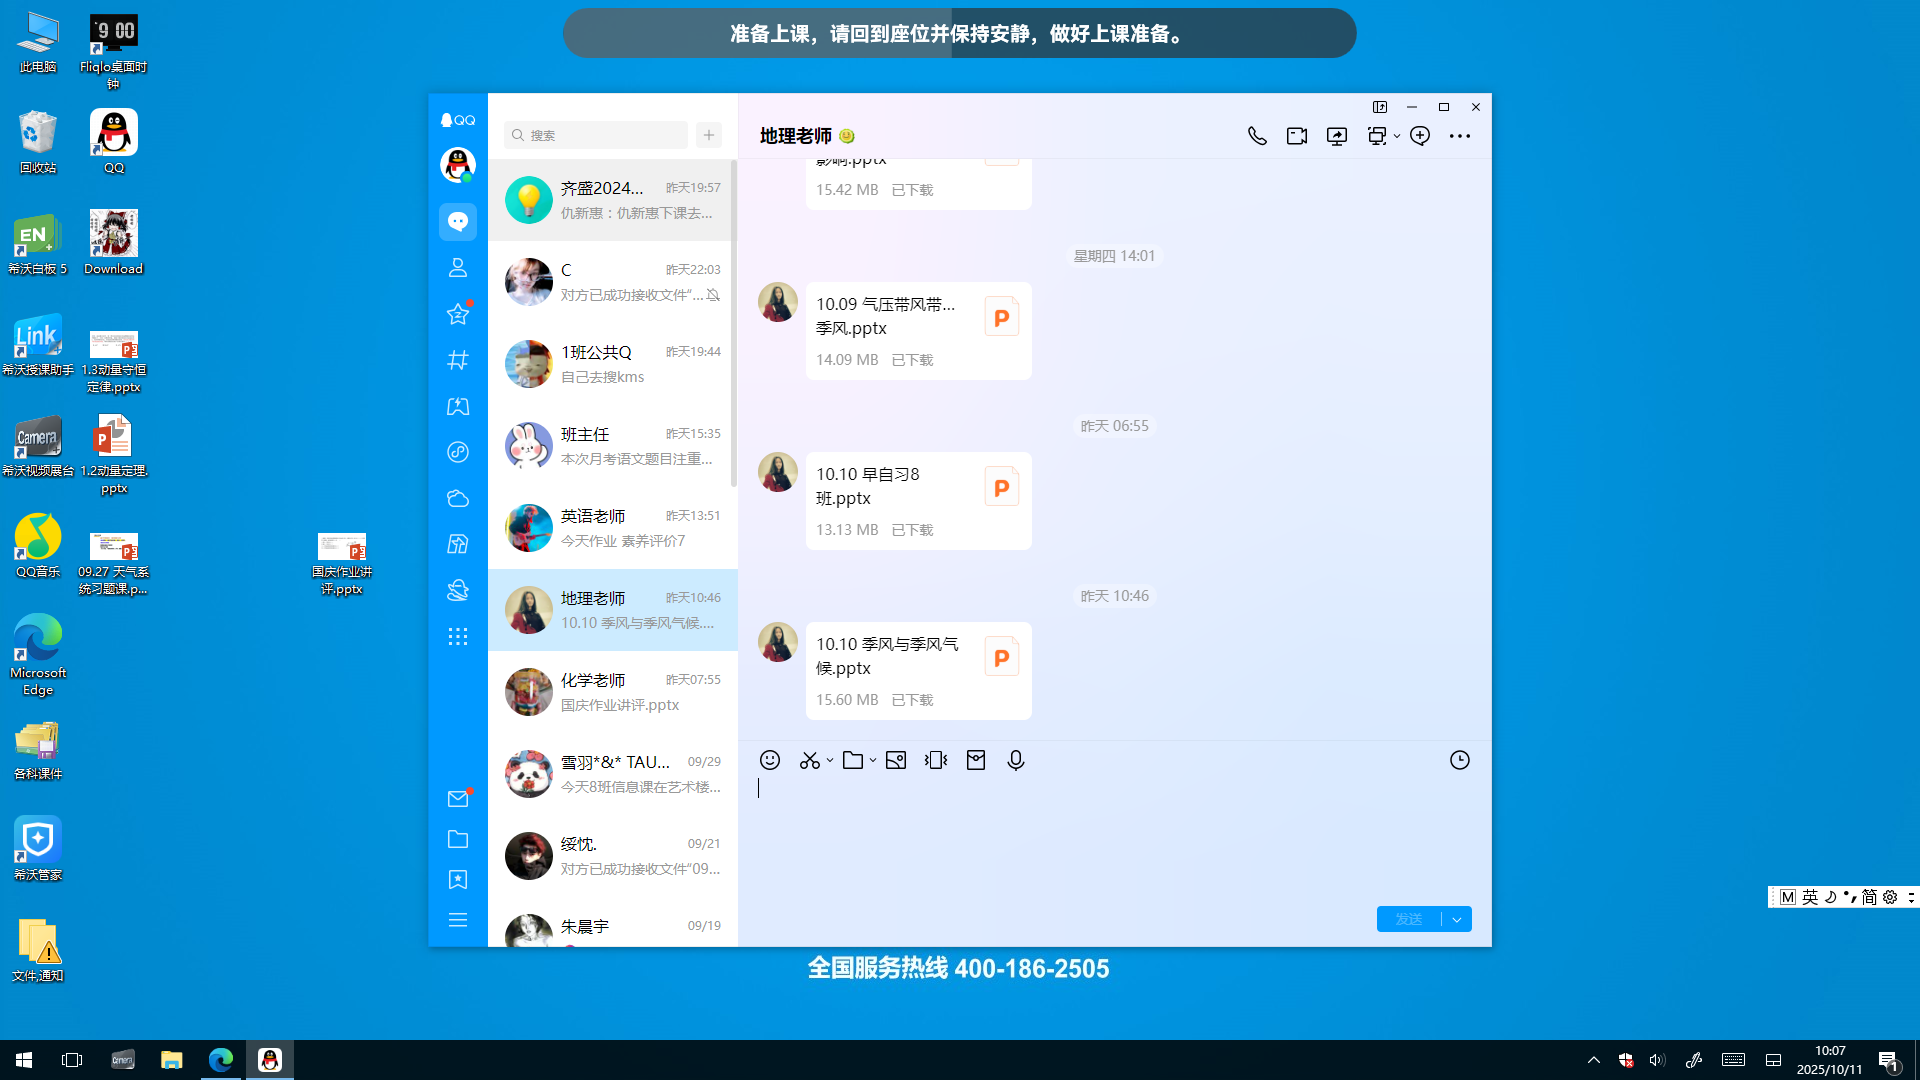 准备上课，请回到座位并保持安静，做好上课准备。
此电脑
Fliqlo桌面时
钟
9 00
回收站
QQ
EN
希沃白板 5
Download
Link
希沃授课助手
1.3动量守恒
定律.pptx
Camera
希沃视频展台
1.2动量定理.
pptx
QQ音乐
09.27 天气系
统习题课.p...
国庆作业讲
评.pptx
Microsoft
Edge
各科课件
希沃管家
文件,通知
QQ
搜索
齐盛2024... 昨天19:57
仇新惠：仇新惠下课去...
C 昨天22:03
对方已成功接收文件“...
1班公共Q 昨天19:44
自己去搜kms
班主任 昨天15:35
本次月考语文题目注重...
英语老师 昨天13:51
今天作业 素养评价7
地理老师 昨天10:46
10.10 季风与季风气候....
化学老师 昨天07:55
国庆作业讲评.pptx
雪羽*&* TAU... 09/29
今天8班信息课在艺术楼...
绥忱. 09/21
对方已成功接收文件“09...
朱晨宇 09/19
地理老师
影响.pptx
15.42 MB 已下载
星期四 14:01
10.09 气压带风带...
季风.pptx
P
14.09 MB 已下载
昨天 06:55
10.10 早自习8
班.pptx
P
13.13 MB 已下载
昨天 10:46
10.10 季风与季风气
候.pptx
P
15.60 MB 已下载
发送
全国服务热线 400-186-2505
M 英 简
Camera
10:07
2025/10/11
1